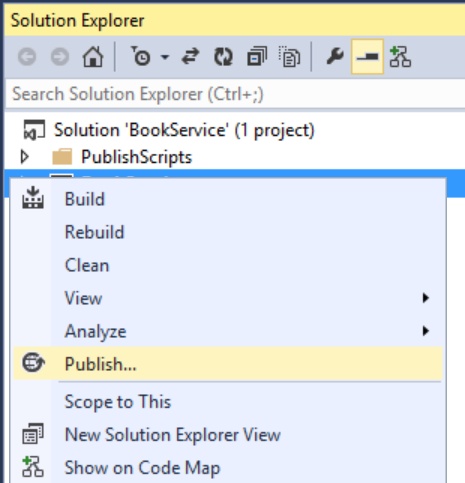 Solution Explorer
Search Solution Explorer (Ctrl+;)
Solution 'BookService' (1 project)
PublishScripts
Build
Rebuild
Clean
View
Analyze
Publish...
Scope to This
New Solution Explorer View
Show on Code Map